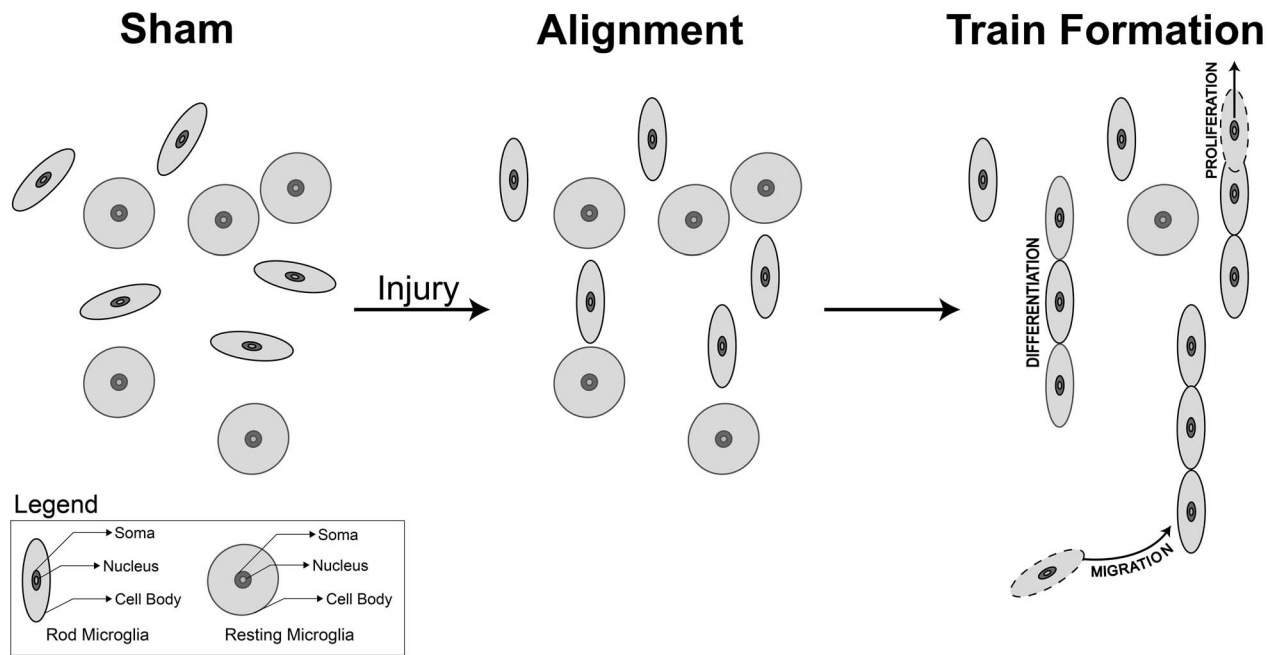 Sham
Alignment
Train Formation
Injury
DIFFERENTIATION
PROLIFERATION
MIGRATION
Legend
Soma
Nucleus
Cell Body
Rod Microglia
Soma
Nucleus
Cell Body
Resting Microglia